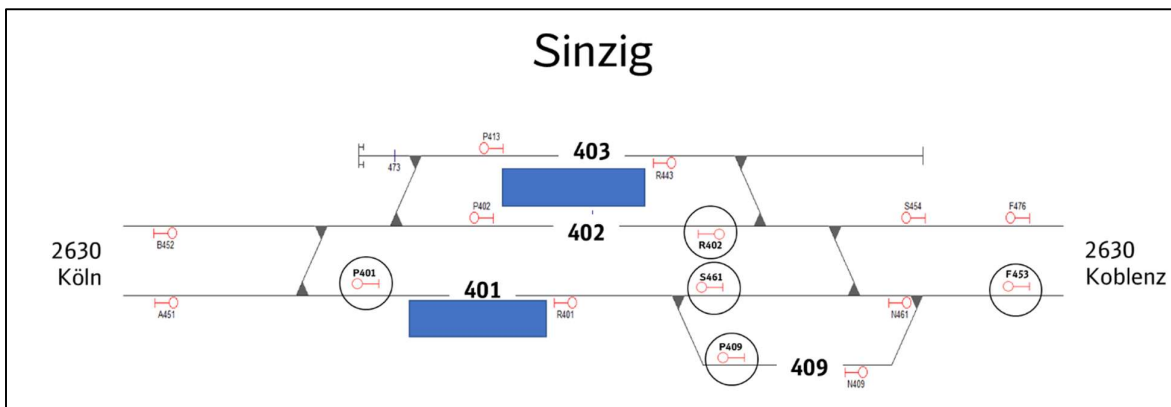 Sinzig
P413
403
473
R443
P402
S454
F476
402
B452
R402
2630
Köln
2630
Koblenz
P401
S461
F453
401
A451
R401
N461
P409
409
N409